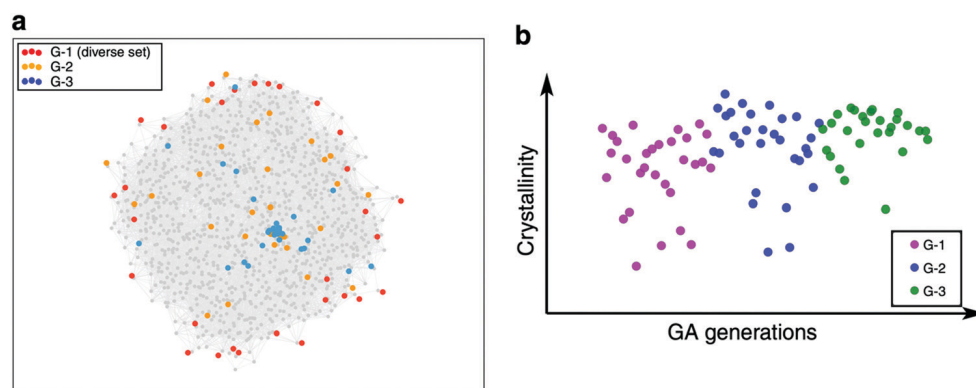 a
G-1 (diverse set)
G-2
G-3
b
Crystallinity
G-1
G-2
G-3
GA generations